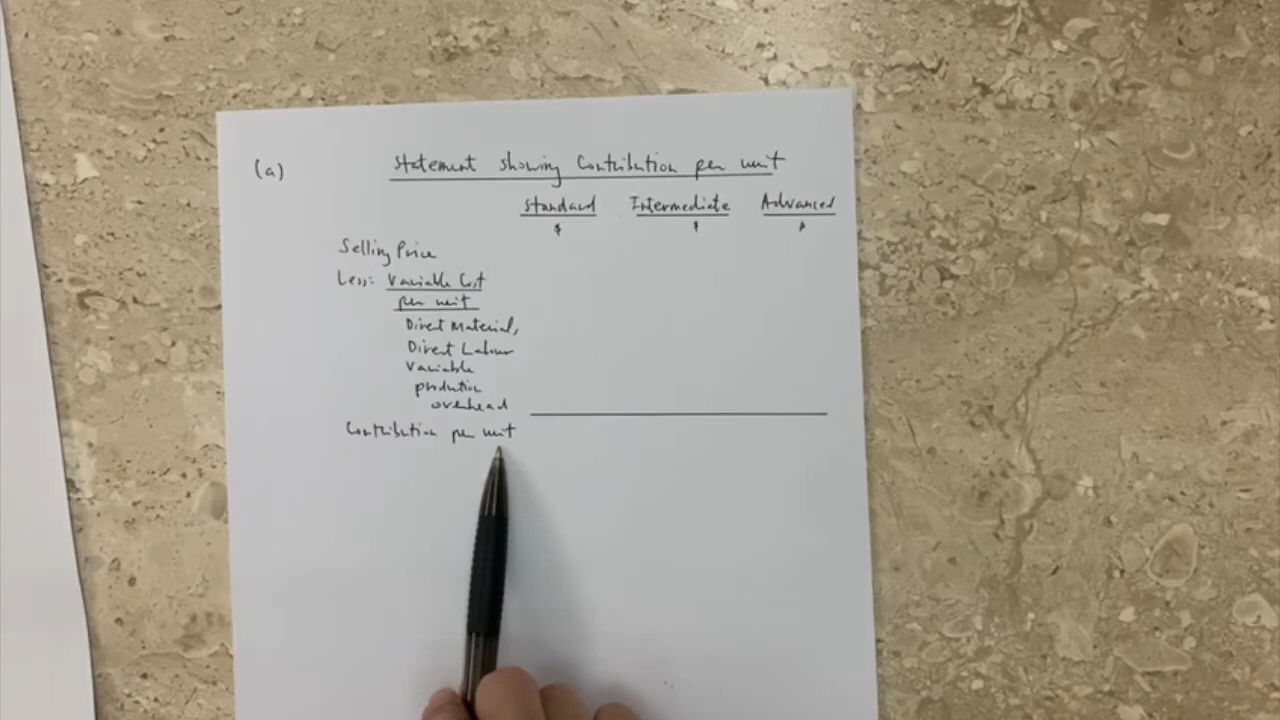 (a) Statement showing Contribution per unit
Standard Intermediate Advanced
$ $ $
Selling Price
Less: Variable Cost
per unit
Direct Material,
Direct Labour
Variable
production
overhead
Contribution per unit